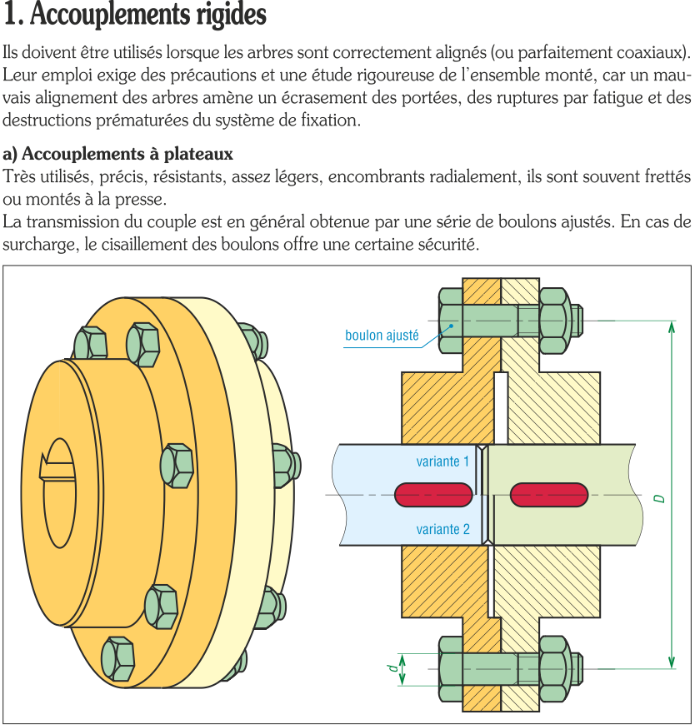 1. Accouplements rigides
Ils doivent être utilisés lorsque les arbres sont correctement alignés (ou parfaitement coaxiaux).
Leur emploi exige des précautions et une étude rigoureuse de l'ensemble monté, car un mau-
vais alignement des arbres amène un écrasement des portées, des ruptures par fatigue et des
destructions prématurées du système de fixation.
a) Accouplements à plateaux
Très utilisés, précis, résistants, assez légers, encombrants radialement, ils sont souvent frettés
ou montés à la presse.
La transmission du couple est en général obtenue par une série de boulons ajustés. En cas de
surcharge, le cisaillement des boulons offre une certaine sécurité.
boulon ajusté
variante 1
D
variante 2
d